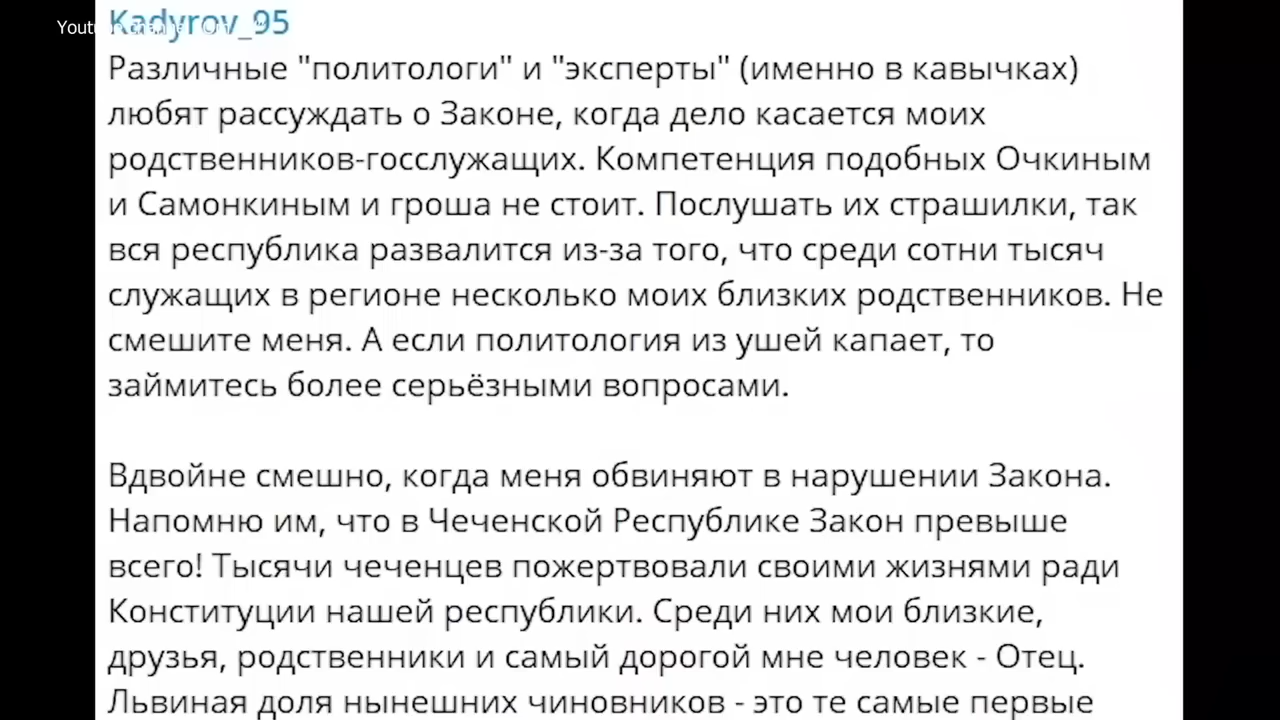 Kadyrov_95
Различные "политологи" и "эксперты" (именно в кавычках)
любят рассуждать о Законе, когда дело касается моих
родственников-госслужащих. Компетенция подобных Очкиным
и Самонкиным и гроша не стоит. Послушать их страшилки, так
вся республика развалится из-за того, что среди сотни тысяч
служащих в регионе несколько моих близких родственников. Не
смешите меня. А если политология из ушей капает, то
займитесь более серьёзными вопросами.
Вдвойне смешно, когда меня обвиняют в нарушении Закона.
Напомню им, что в Чеченской Республике Закон превыше
всего! Тысячи чеченцев пожертвовали своими жизнями ради
Конституции нашей республики. Среди них мои близкие,
друзья, родственники и самый дорогой мне человек - Отец.
Львиная доля нынешних чиновников - это те самые первые